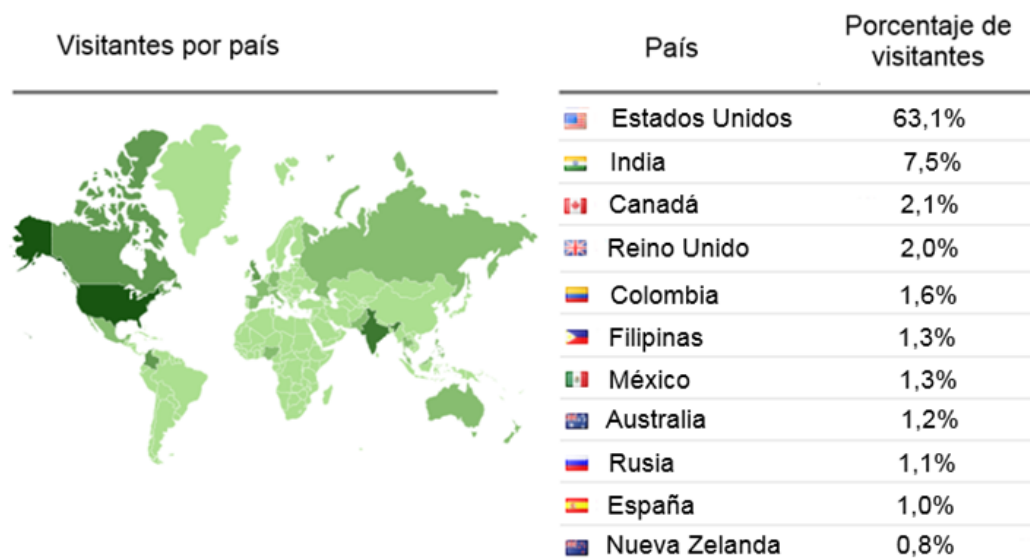 Visitantes por país
País
Porcentaje de
visitantes
Estados Unidos 63,1%
India 7,5%
Canadá 2,1%
Reino Unido 2,0%
Colombia 1,6%
Filipinas 1,3%
México 1,3%
Australia 1,2%
Rusia 1,1%
España 1,0%
Nueva Zelanda 0,8%